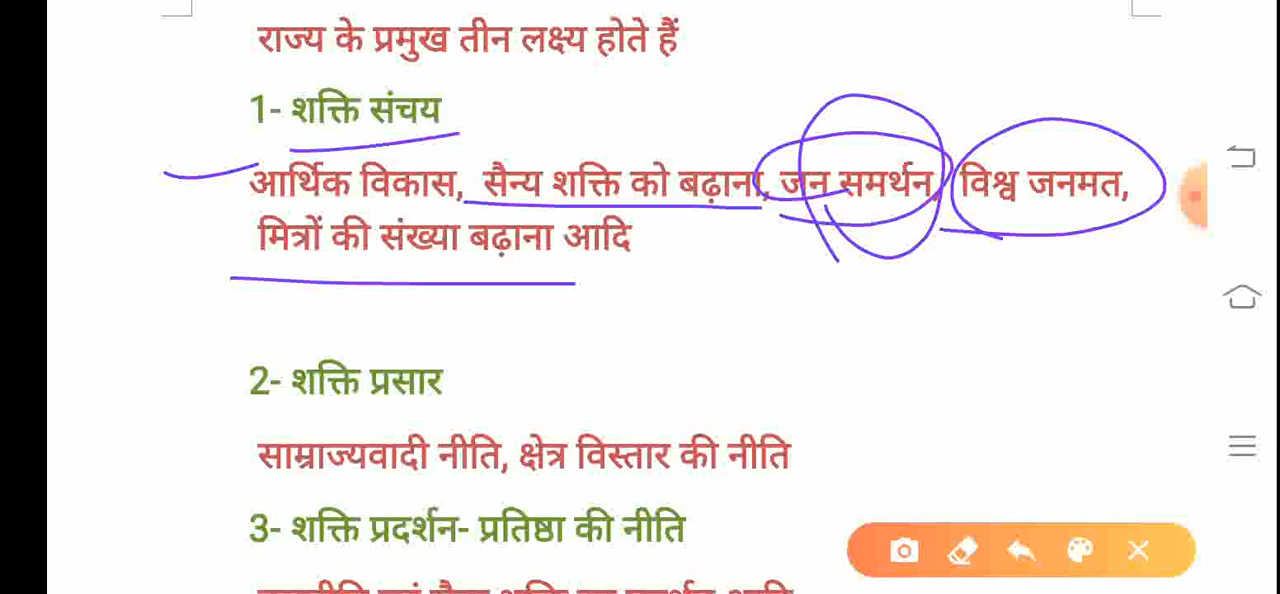 राज्य के प्रमुख तीन लक्ष्य होते हैं
1- शक्ति संचय
आर्थिक विकास, सैन्य शक्ति को बढ़ाना, जन समर्थन, विश्व जनमत,
मित्रों की संख्या बढ़ाना आदि
2- शक्ति प्रसार
साम्राज्यवादी नीति, क्षेत्र विस्तार की नीति
3- शक्ति प्रदर्शन- प्रतिष्ठा की नीति